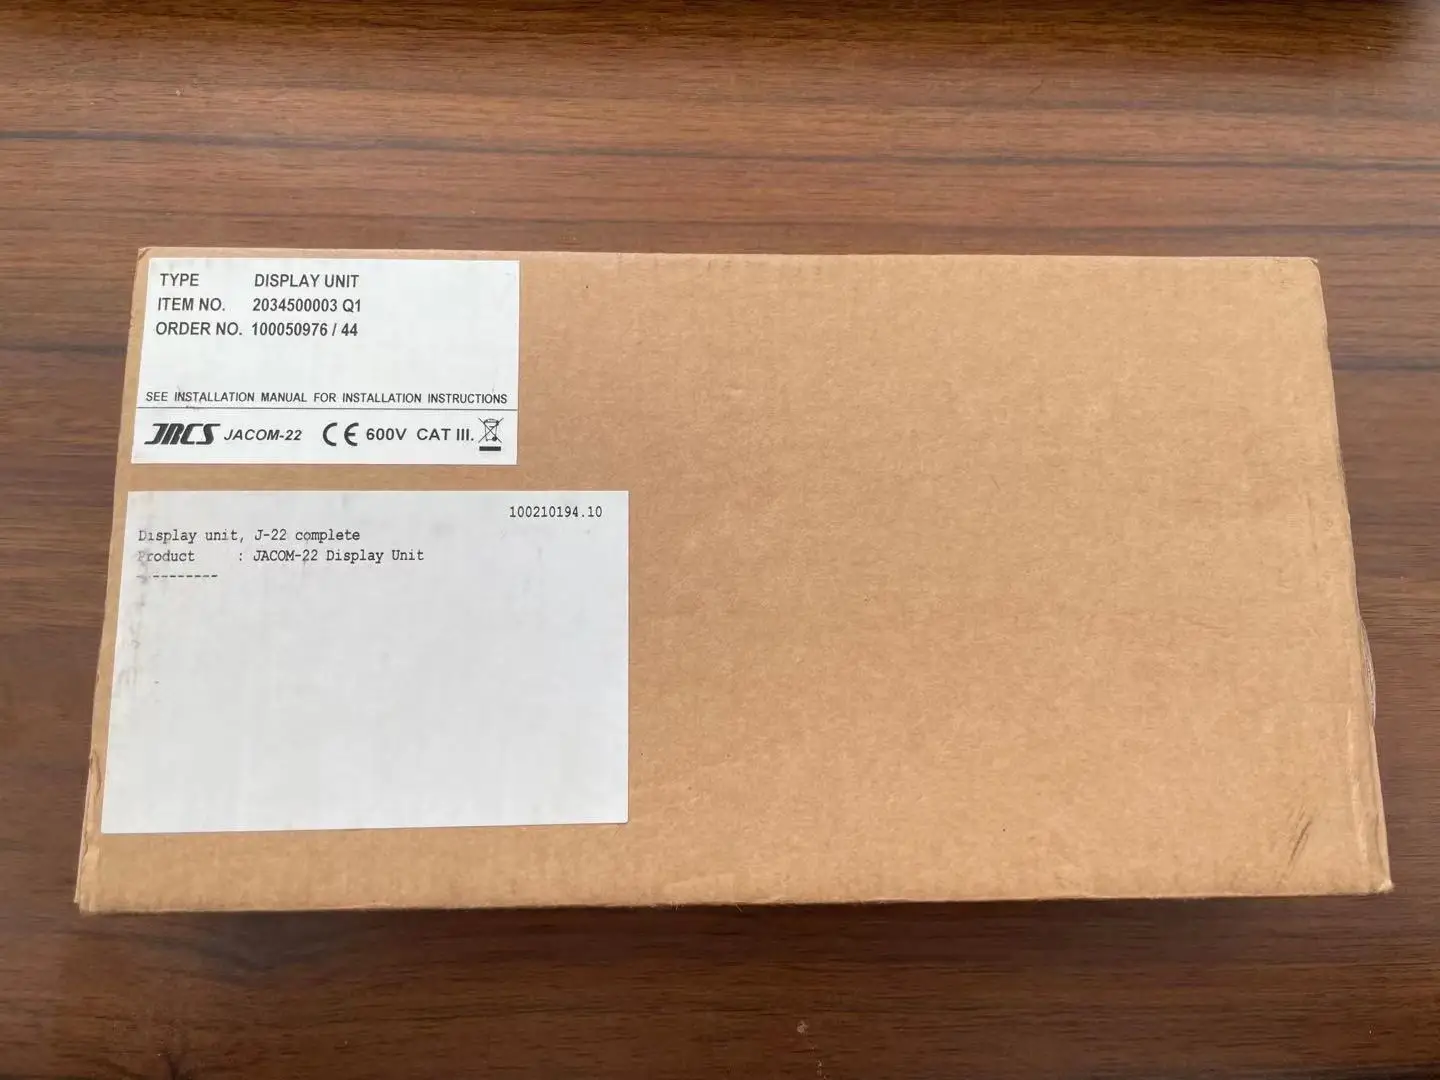 TYPE DISPLAY UNIT
ITEM NO. 2034500003 Q1
ORDER NO. 100050976 / 44
SEE INSTALLATION MANUAL FOR INSTALLATION INSTRUCTIONS
JRCS JACOM-22 CE 600V CAT III.
100210194.10
Display unit, J-22 complete
Product : JACOM-22 Display Unit
----------